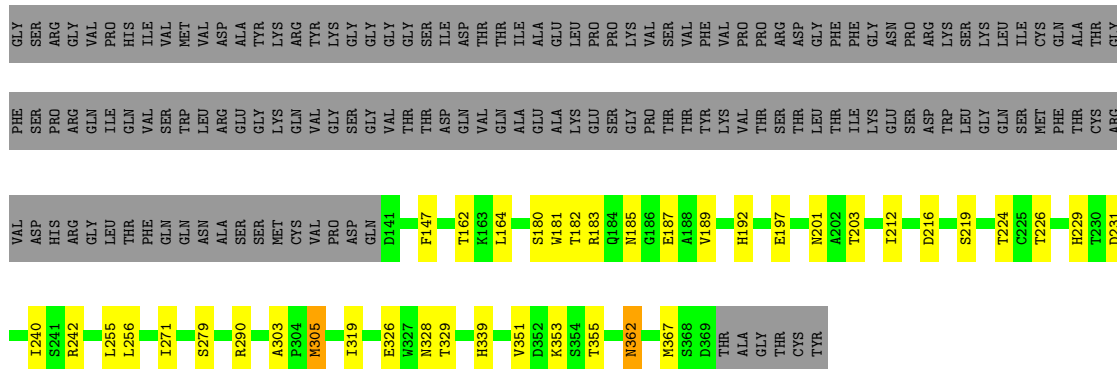 GLY SER ARG GLY VAL PRO HIS ILE VAL MET VAL ASP ALA TYR LYS ARG TYR LYS GLY GLY GLY GLY SER ILE ASP THR THR ILE ALA GLU LEU PRO PRO LYS VAL SER VAL PHE VAL PRO PRO ARG ASP GLY PHE PHE GLY ASN PRO ARG LYS SER LYS LEU ILE CYS GLN ALA THR GLY
PHE SER PRO ARG GLN ILE GLN VAL SER TRP LEU ARG GLU GLY LYS GLN VAL GLY SER GLY VAL THR THR ASP GLN VAL GLN ALA GLU ALA LYS GLU SER GLY PRO THR THR TYR LYS VAL THR SER THR LEU THR ILE LYS GLU SER ASP TRP LEU GLY GLN SER MET PHE THR CYS ARG
VAL ASP HIS ARG GLY LEU THR PHE GLN GLN ASN ALA SER SER MET CYS VAL PRO ASP GLN D141 F147 T162 K163 L164 S180 W181 T182 R183 Q184 N185 G186 E187 A188 V189 H192 E197 N201 A202 T203 I212 D216 S219 T224 C225 T226 H229 T230 D231
I240 S241 R242 L255 L256 I271 S279 R290 A303 P304 M305 I319 E326 W327 N328 T329 H339 V351 D352 K353 S354 T355 N362 M367 S368 D369 THR ALA GLY THR CYS TYR